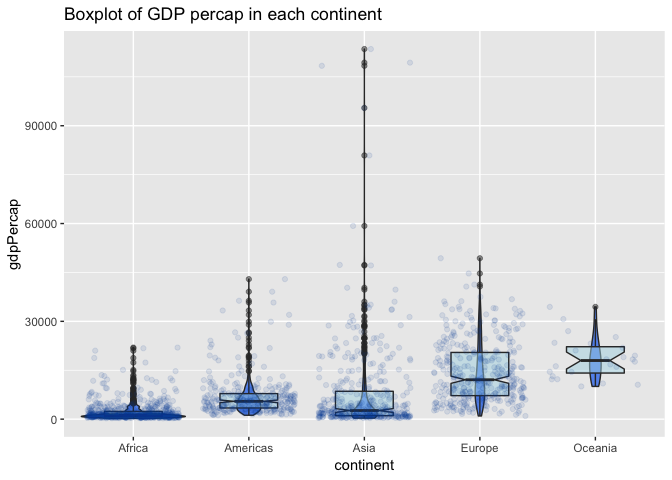 Boxplot of GDP percap in each continent
gdpPercap
90000
60000
30000
0
Africa
Americas
Asia
Europe
Oceania
continent